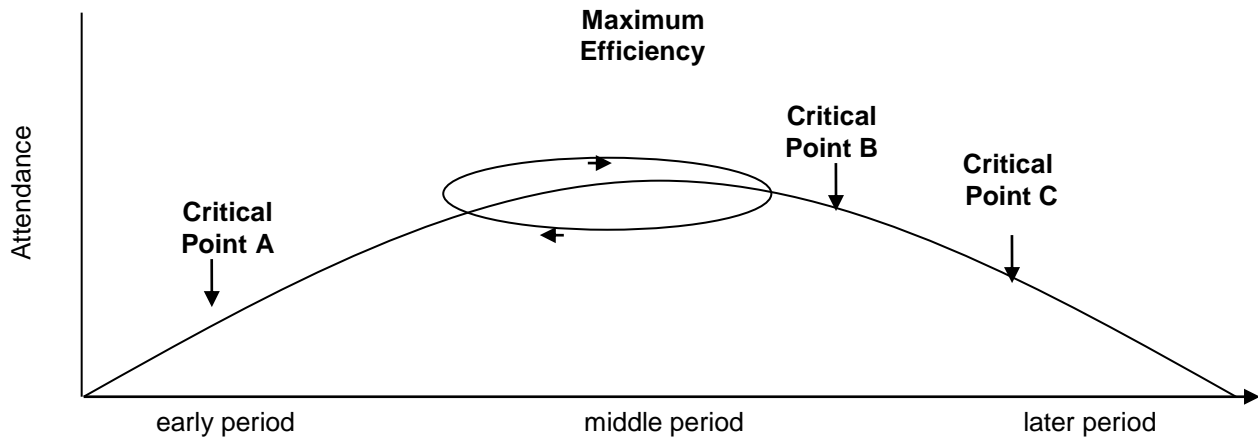 Maximum
Efficiency
Critical
Point B
Critical
Point C
Critical
Point A
Attendance
early period
middle period
later period